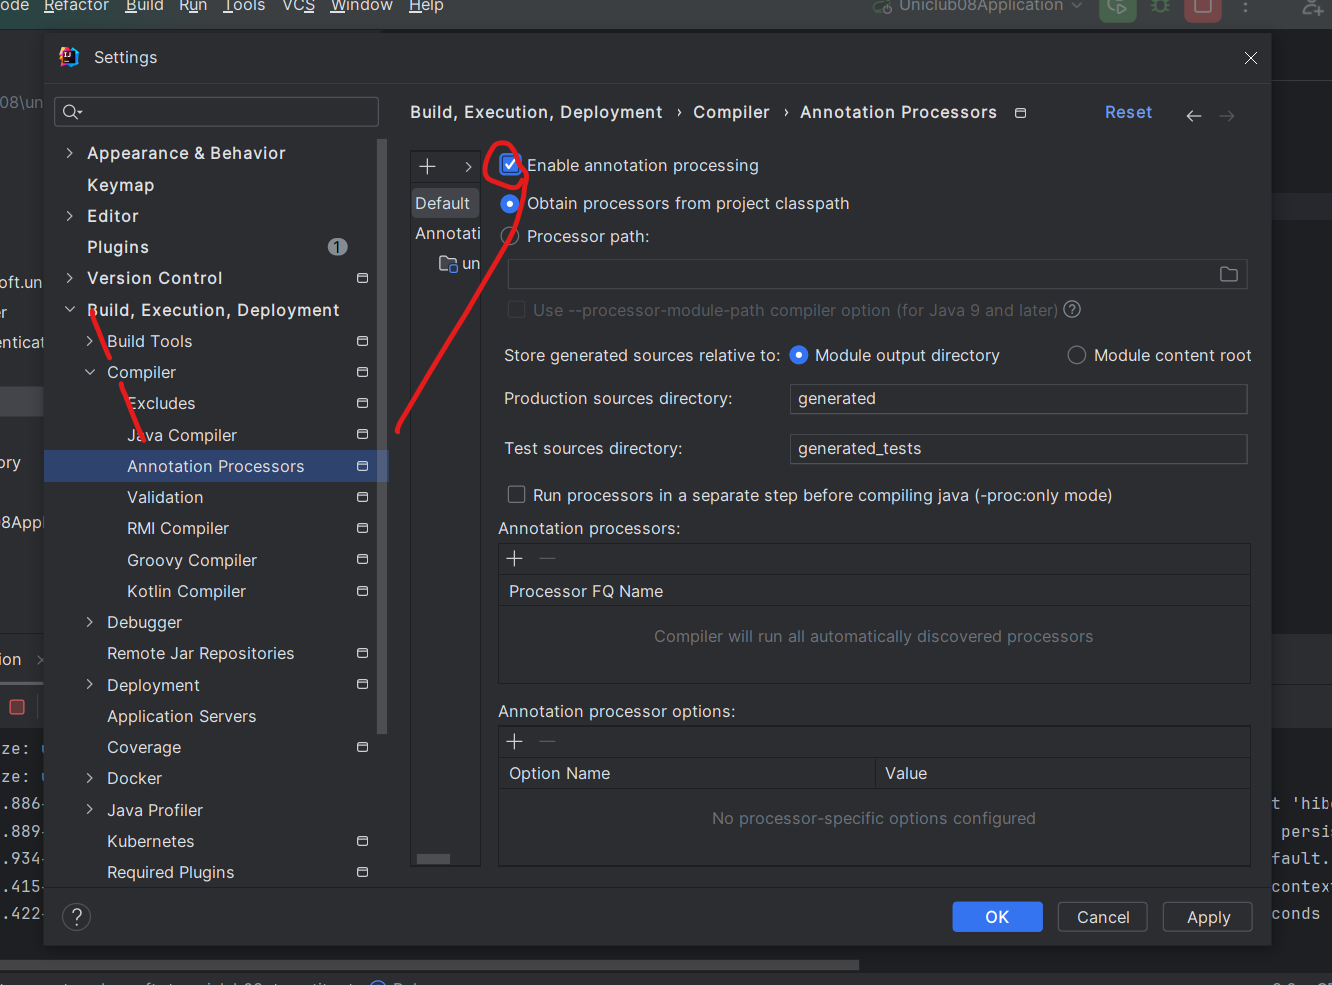 ode Refactor Build Run Tools VCS Window Help
Uniclub08Application
Settings
08\un
Build, Execution, Deployment › Compiler › Annotation Processors
Reset
Appearance & Behavior
Keymap
Editor
Plugins 1
Version Control
Build, Execution, Deployment
Build Tools
Compiler
Excludes
Java Compiler
Annotation Processors
Validation
RMI Compiler
Groovy Compiler
Kotlin Compiler
Debugger
Remote Jar Repositories
Deployment
Application Servers
Coverage
Docker
Java Profiler
Kubernetes
Required Plugins
Default
Annotati
un
Enable annotation processing
Obtain processors from project classpath
Processor path:
Use --processor-module-path compiler option (for Java 9 and later) ?
Store generated sources relative to: Module output directory Module content root
Production sources directory: generated
Test sources directory: generated_tests
Run processors in a separate step before compiling java (-proc:only mode)
Annotation processors:
Processor FQ Name
Compiler will run all automatically discovered processors
Annotation processor options:
Option Name Value
No processor-specific options configured
? OK Cancel Apply
oft.un
er
enticat
ory
08Appl
ion
ze:
ze:
.886-
.889-
.934-
.415-
.422-
t 'hib
persis
fault.
context
conds